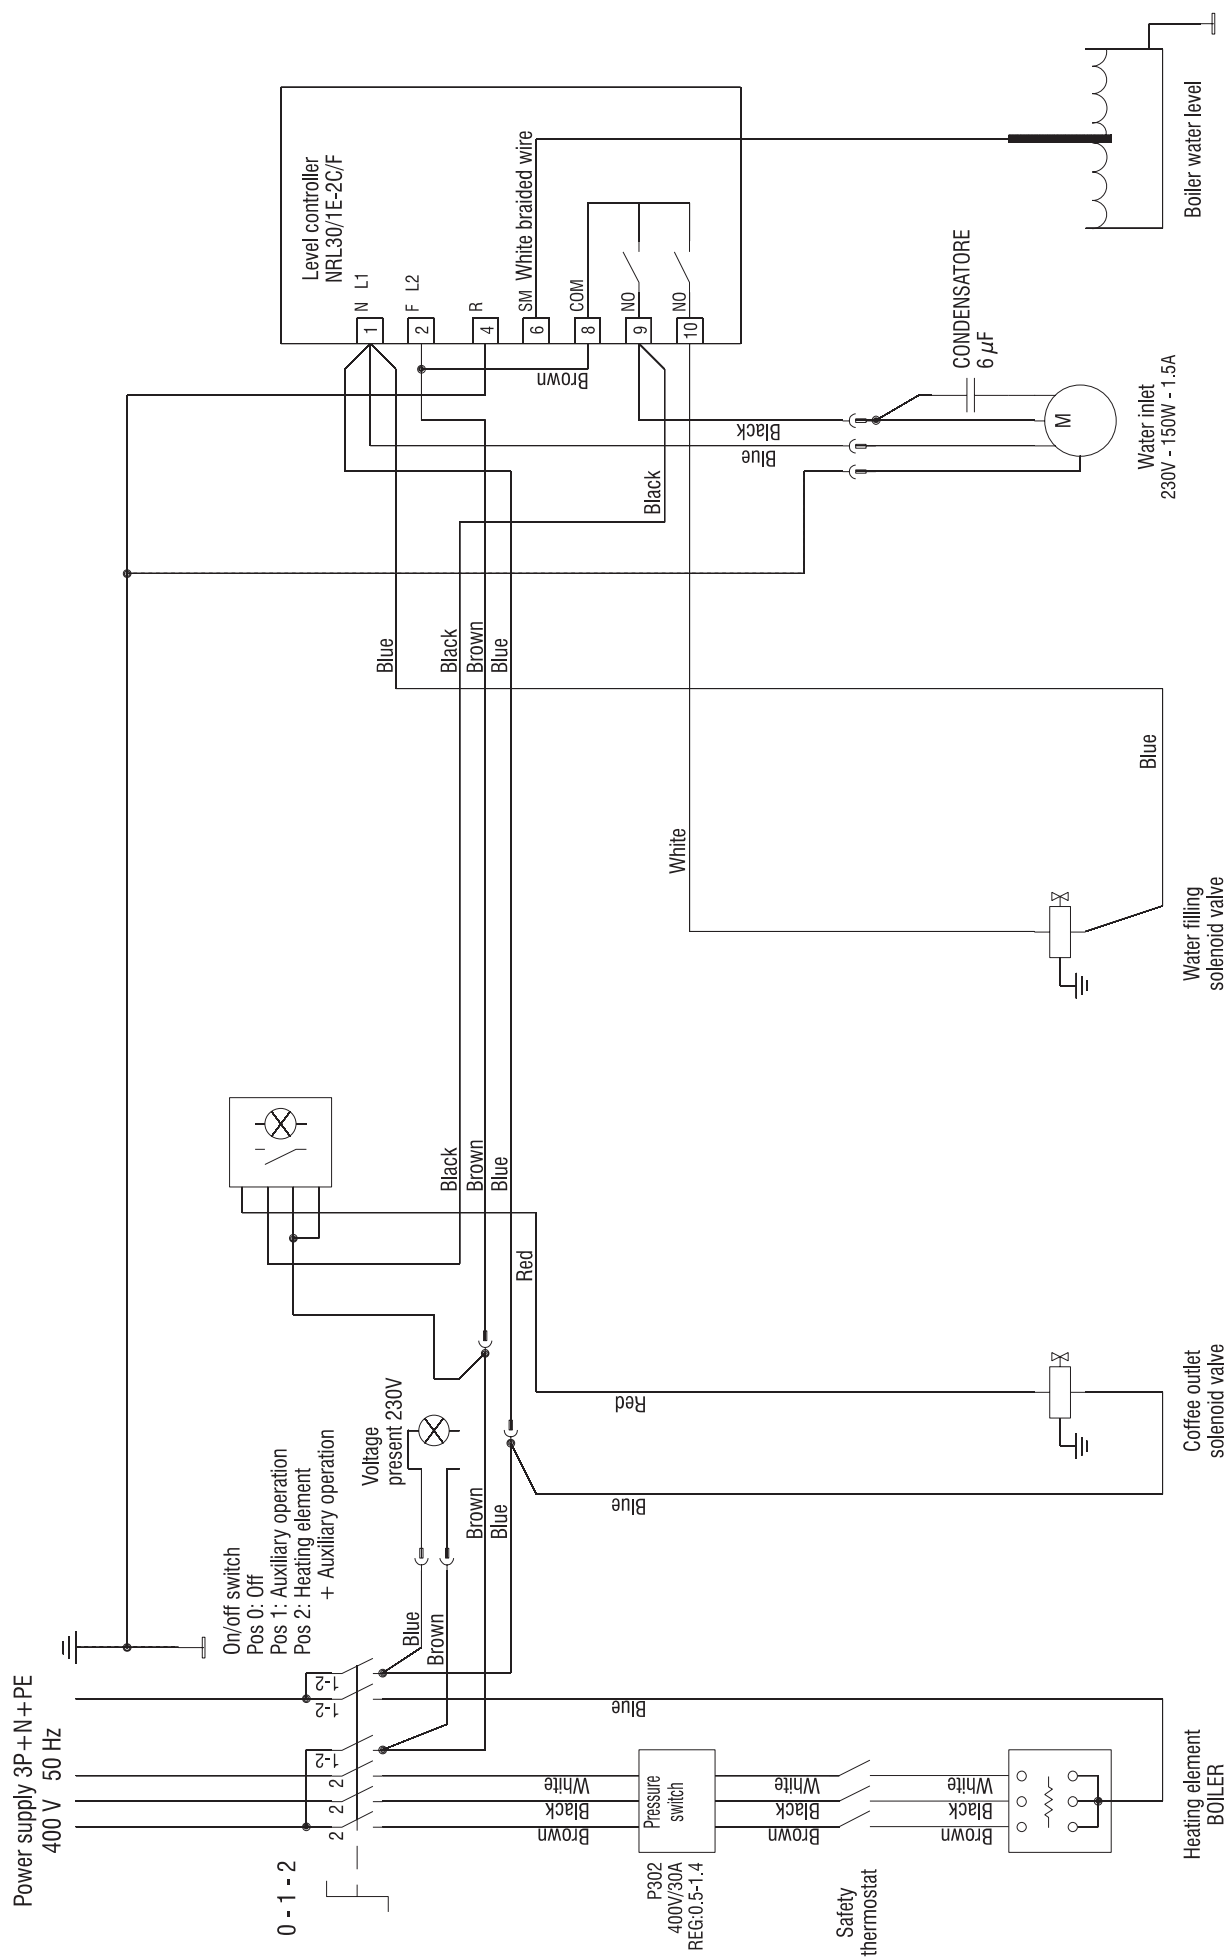 Power supply 3P+N+PE
400 V 50 Hz
0 - 1 - 2
On/off switch
Pos 0: Off
Pos 1: Auxiliary operation
Pos 2: Heating element
+ Auxiliary operation
2
2
2
1-2
1-2
1-2
Blue
Brown
Voltage
present 230V
Brown
Blue
Black
Brown
Blue
Black
Brown
Blue
Blue
Red
Red
Blue
Blue
White
Black
Brown
Pressure
switch
P302
400V/30A
REG:0.5-1.4
White
Black
Brown
Safety
thermostat
White
Black
Brown
Heating element
BOILER
Coffee outlet
solenoid valve
Water filling
solenoid valve
White
Blue
Black
Black
Blue
Brown
Level controller
NRL30/1E-2C/F
N L1
1
F L2
2
R
4
SM White braided wire
6
COM
8
NO
9
NO
10
CONDENSATORE
6 µF
M
Water inlet
230V - 150W - 1.5A
Boiler water level